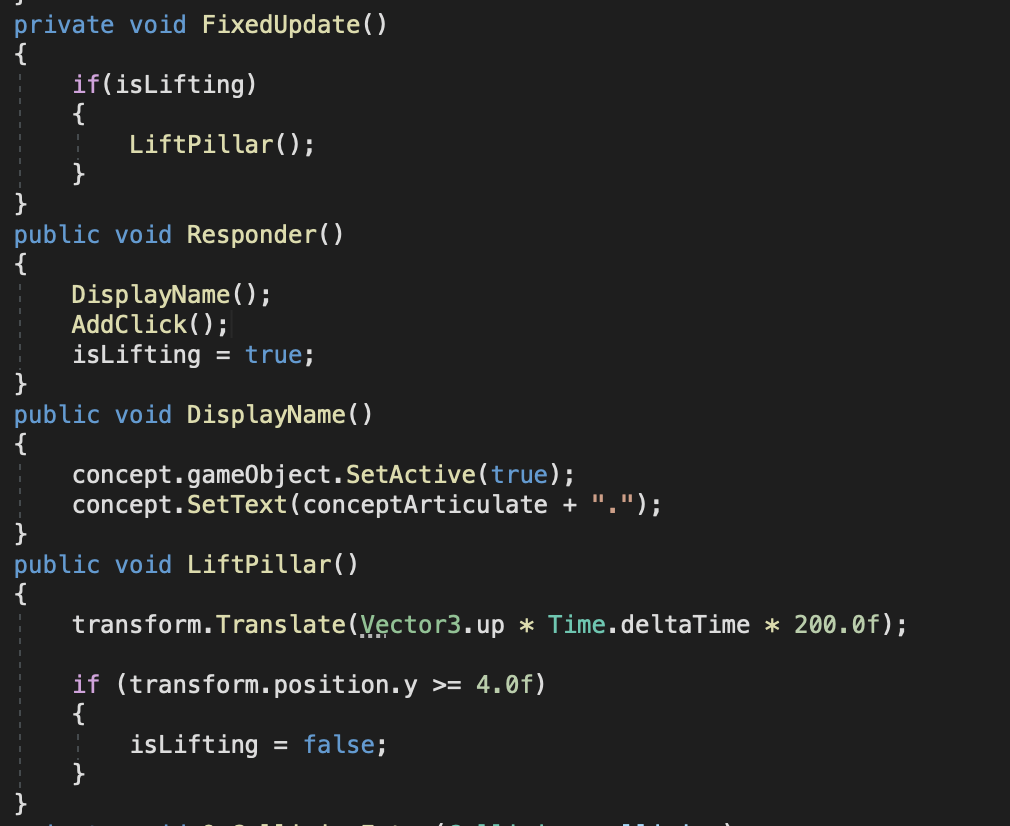 }
private void FixedUpdate()
{
    if(isLifting)
    {
        LiftPillar();
    }
}
public void Responder()
{
    DisplayName();
    AddClick();
    isLifting = true;
}
public void DisplayName()
{
    concept.gameObject.SetActive(true);
    concept.SetText(conceptArticulate + ".");
}
public void LiftPillar()
{
    transform.Translate(Vector3.up * Time.deltaTime * 200.0f);

    if (transform.position.y >= 4.0f)
    {
        isLifting = false;
    }
}